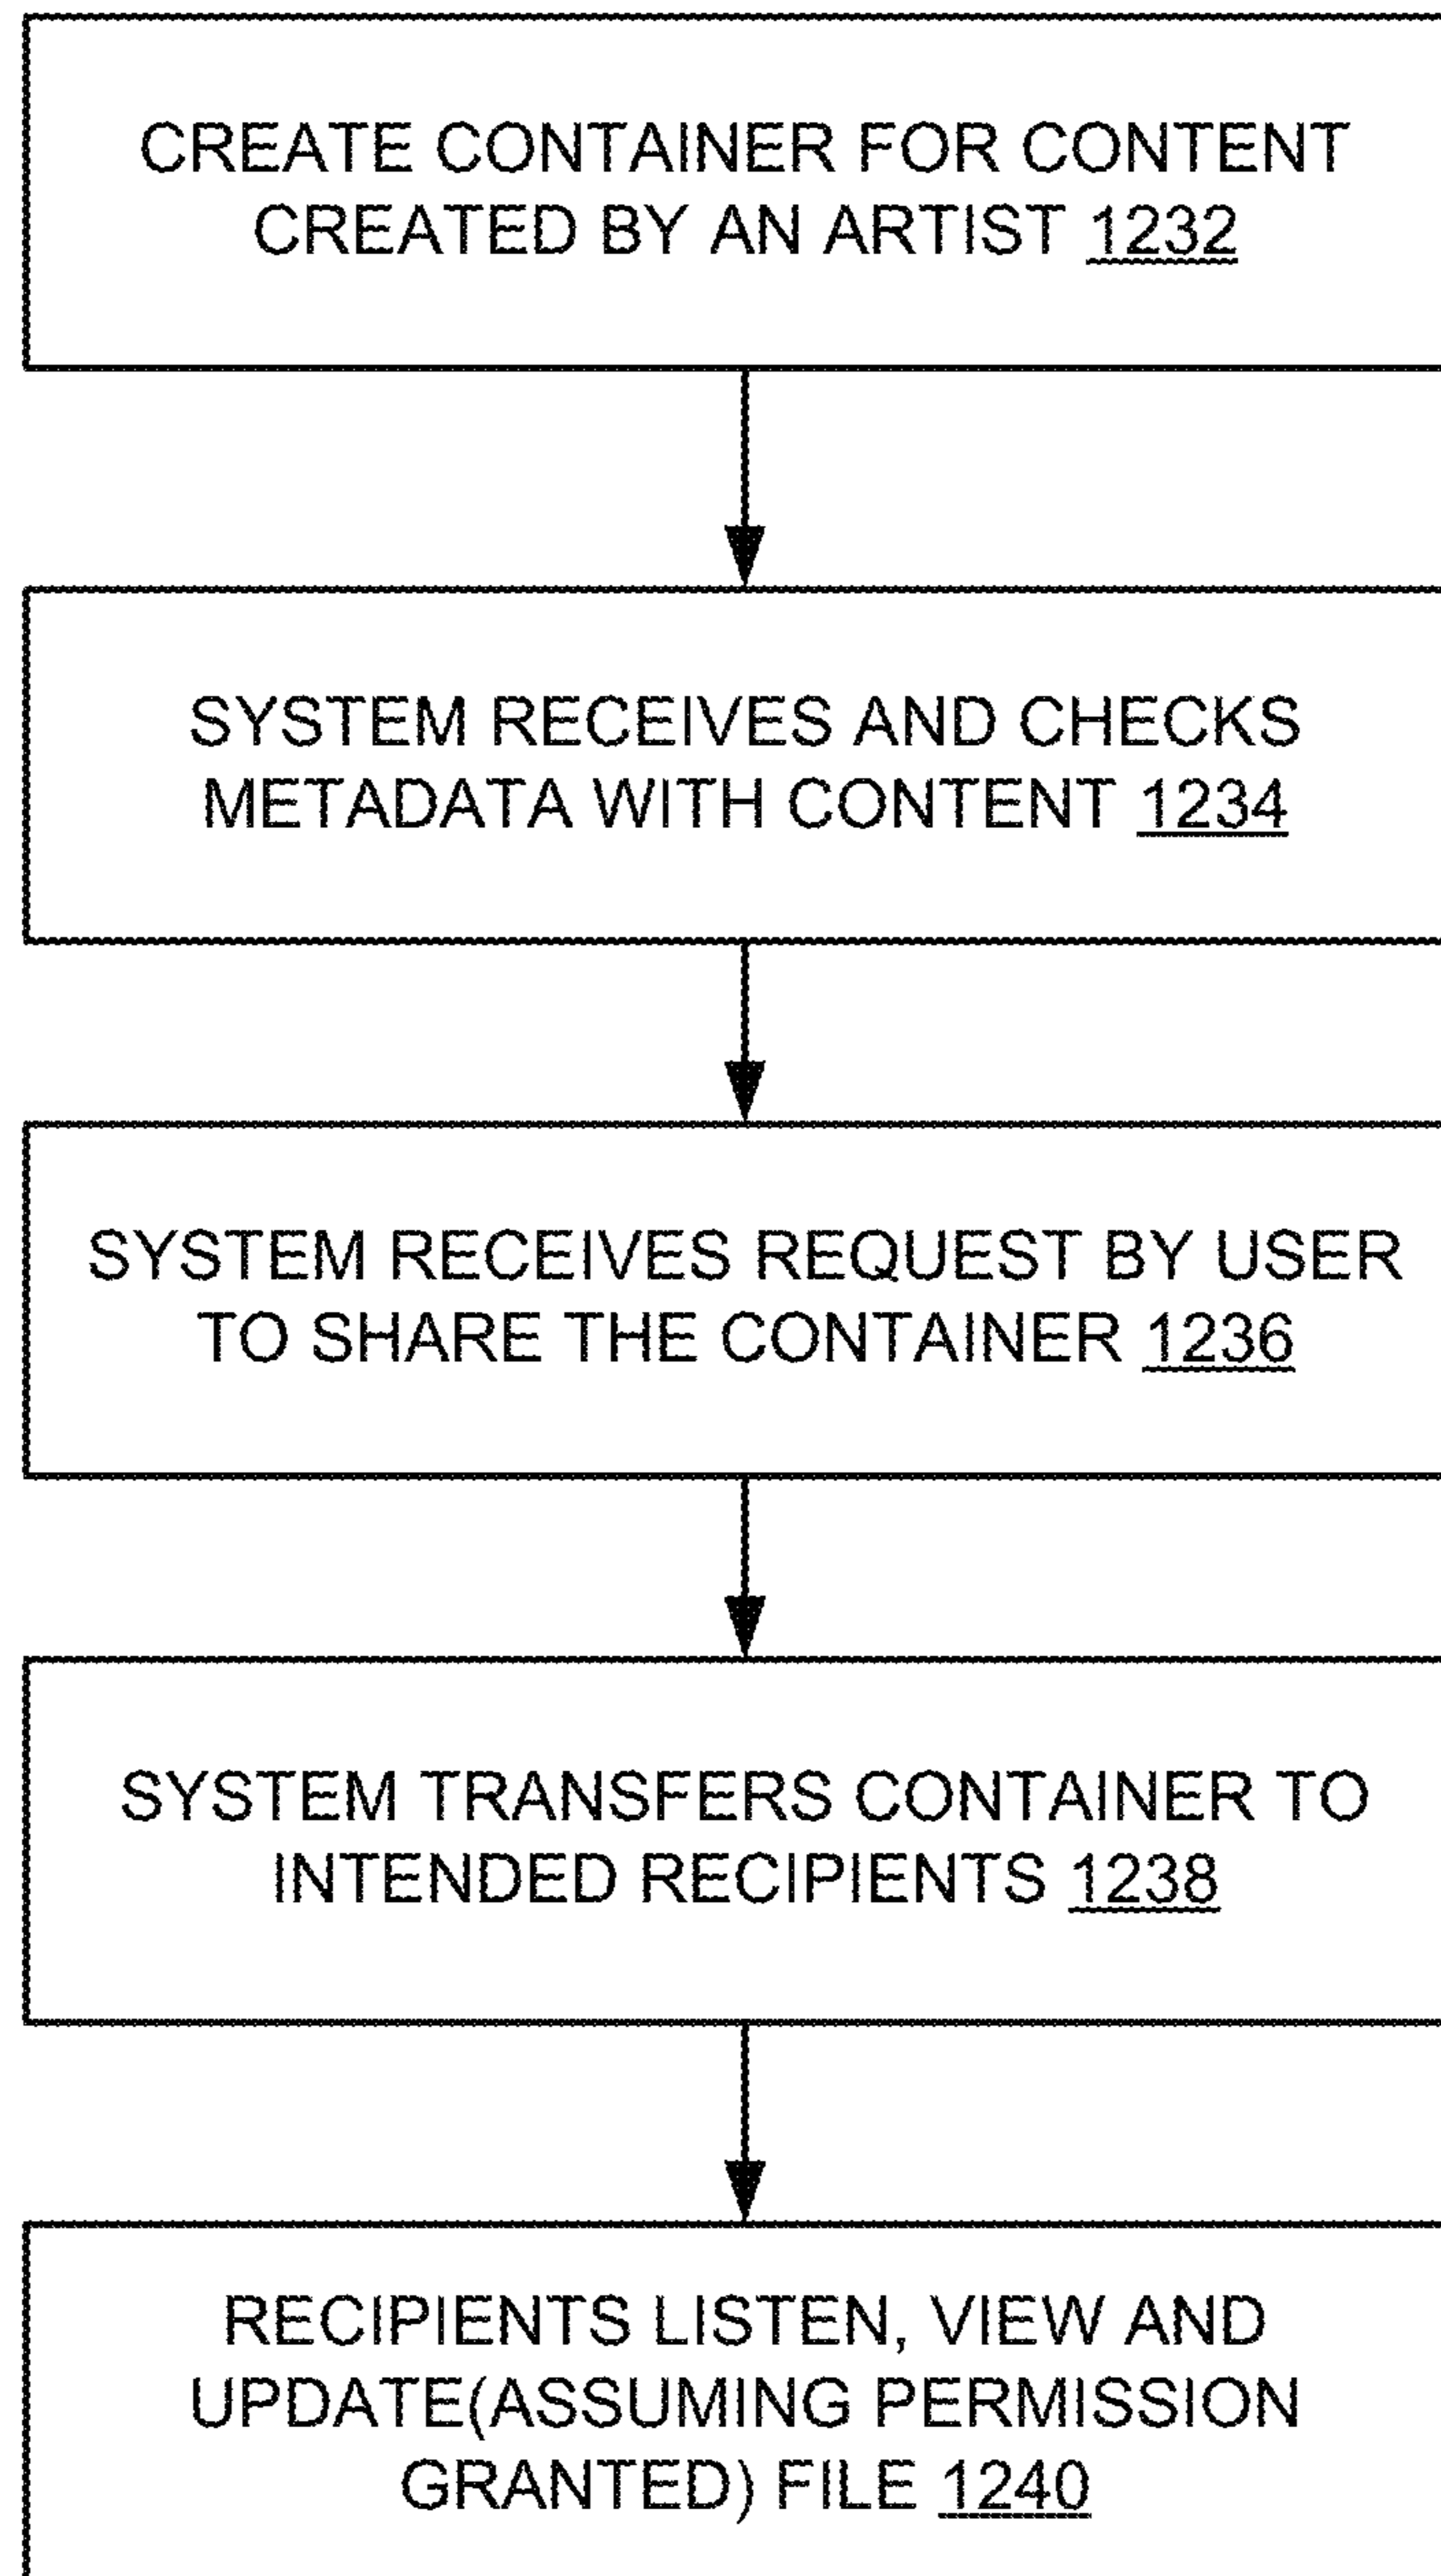 CREATE CONTAINER FOR CONTENT
CREATED BY AN ARTIST 1232
SYSTEM RECEIVES AND CHECKS
METADATA WITH CONTENT 1234
SYSTEM RECEIVES REQUEST BY USER
TO SHARE THE CONTAINER 1236
SYSTEM TRANSFERS CONTAINER TO
INTENDED RECIPIENTS 1238
RECIPIENTS LISTEN, VIEW AND
UPDATE(ASSUMING PERMISSION
GRANTED) FILE 1240